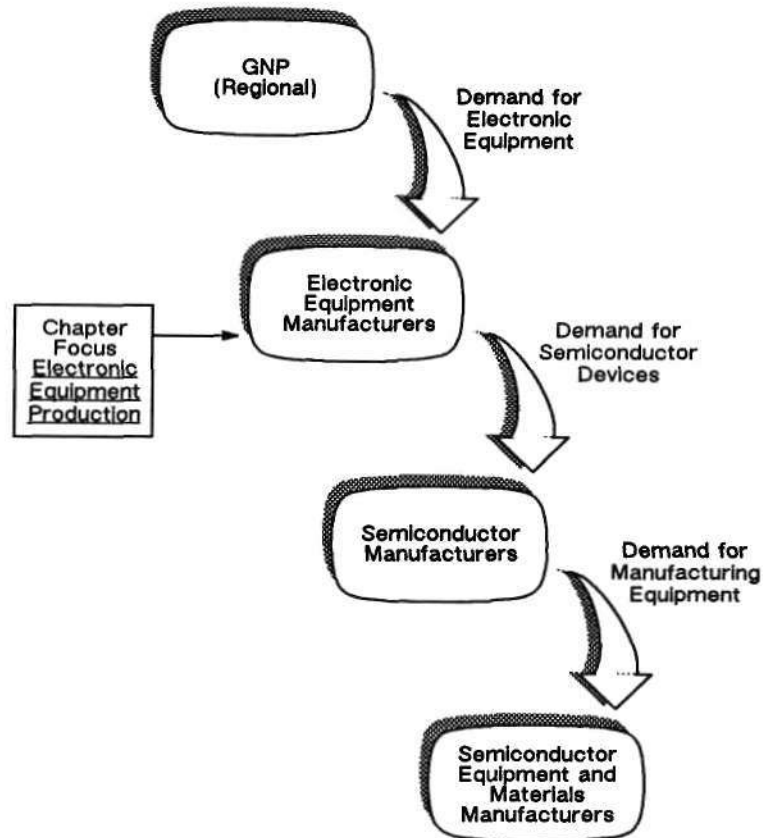 GNP
(Regional)
Demand for
Electronic
Equipment
Electronic
Equipment
Manufacturers
Chapter
Focus
Electronic
Equipment
Production
Demand for
Semiconductor
Devices
Semiconductor
Manufacturers
Demand for
Manufacturing
Equipment
Semiconductor
Equipment and
Materials
Manufacturers